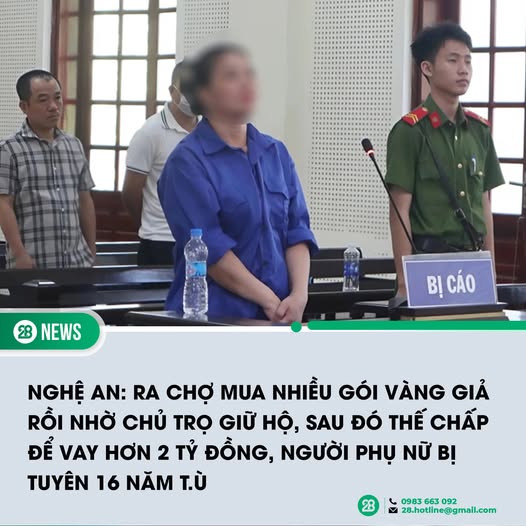 BỊ CÁO
28 NEWS
NGHỆ AN: RA CHỢ MUA NHIỀU GÓI VÀNG GIẢ
RỒI NHỜ CHỦ TRỌ GIỮ HỘ, SAU ĐÓ THẾ CHẤP
ĐỂ VAY HƠN 2 TỶ ĐỒNG, NGƯỜI PHỤ NỮ BỊ
TUYÊN 16 NĂM T.Ù
28
0983 663 092
28.hotline@gmail.com